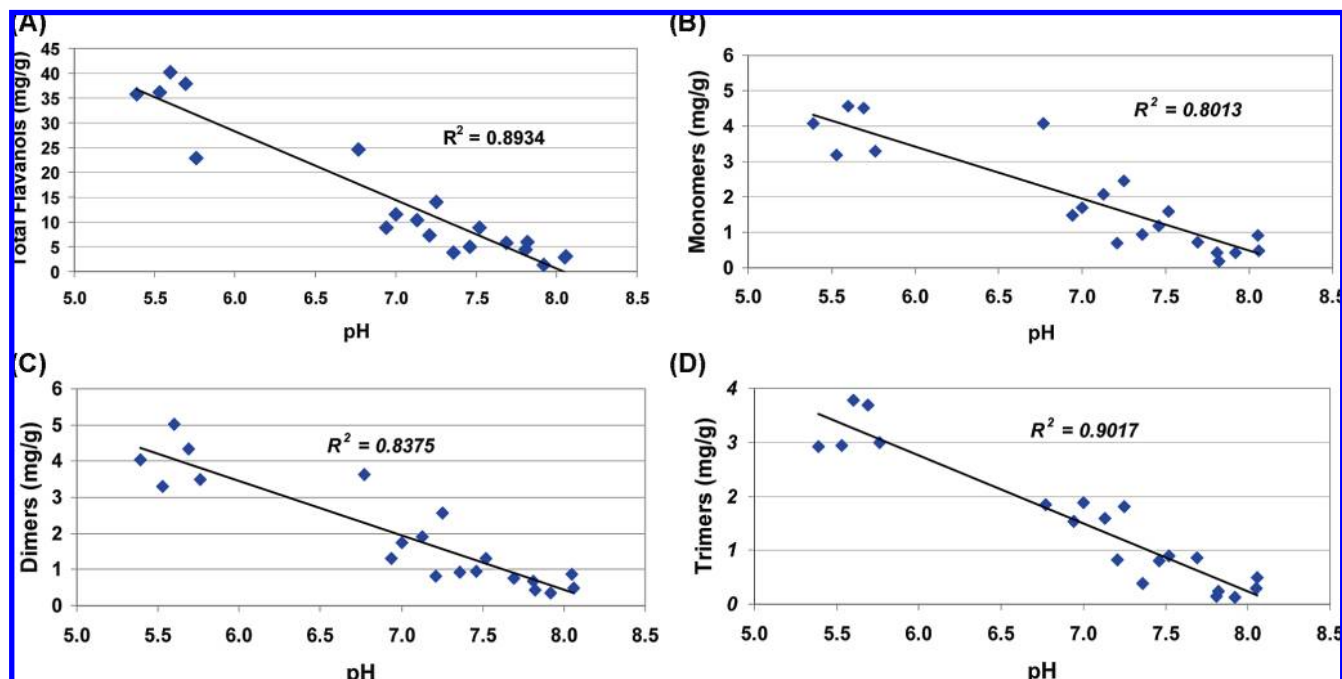 (A)
Total Flavanols (mg/g)
45
40
35
30
25
20
15
10
5
0
R² = 0.8934
5.0 5.5 6.0 6.5 7.0 7.5 8.0 8.5
pH
(B)
Monomers (mg/g)
6
5
4
3
2
1
0
R² = 0.8013
5.0 5.5 6.0 6.5 7.0 7.5 8.0 8.5
pH
(C)
Dimers (mg/g)
6
5
4
3
2
1
0
R² = 0.8375
5.0 5.5 6.0 6.5 7.0 7.5 8.0 8.5
pH
(D)
Trimers (mg/g)
4
3
2
1
0
R² = 0.9017
5.0 5.5 6.0 6.5 7.0 7.5 8.0 8.5
pH